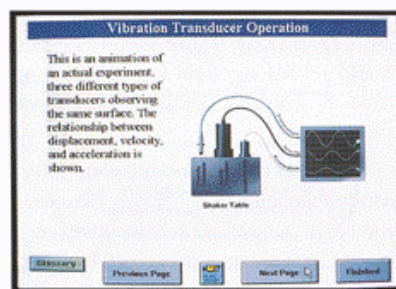 Vibration Transducer Operation
This is an animation of
an actual experiment,
three different types of
transducers observing
the same surface. The
relationship between
displacement, velocity,
and acceleration is
shown.
Shaker Table
Glossary
Previous Page
Next Page
Finished